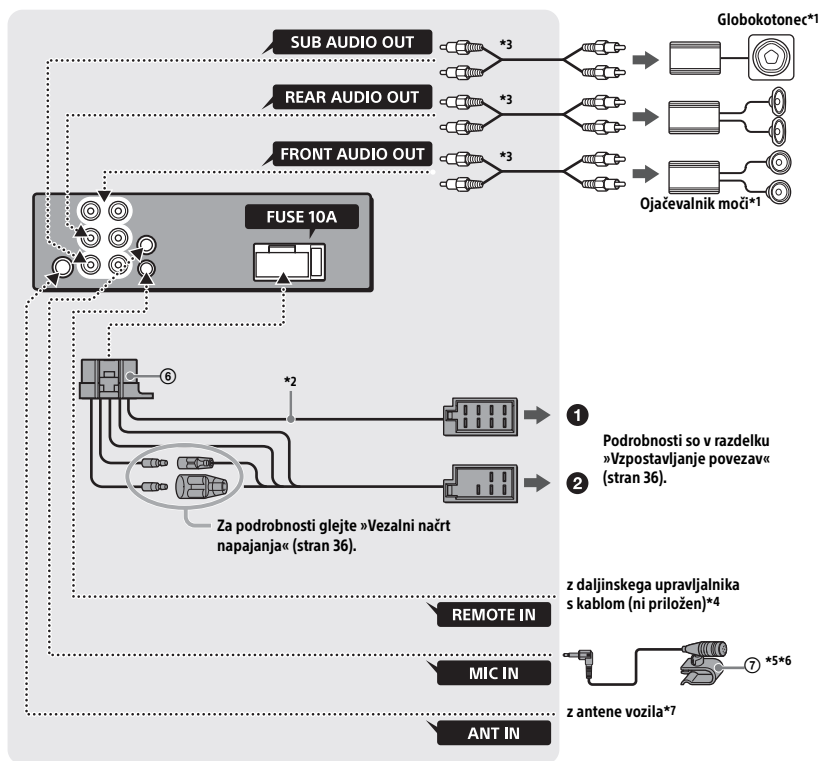 Globokotonec*1
SUB AUDIO OUT
*3
REAR AUDIO OUT
*3
FRONT AUDIO OUT
*3
Ojačevalnik moči*1
FUSE 10A
⑥
*2
❶
Podrobnosti so v razdelku
»Vzpostavljanje povezav«
(stran 36).
❷
Za podrobnosti glejte »Vezalni načrt
napajanja« (stran 36).
z daljinskega upravljalnika
s kablom (ni priložen)*4
REMOTE IN
⑦ *5*6
MIC IN
z antene vozila*7
ANT IN